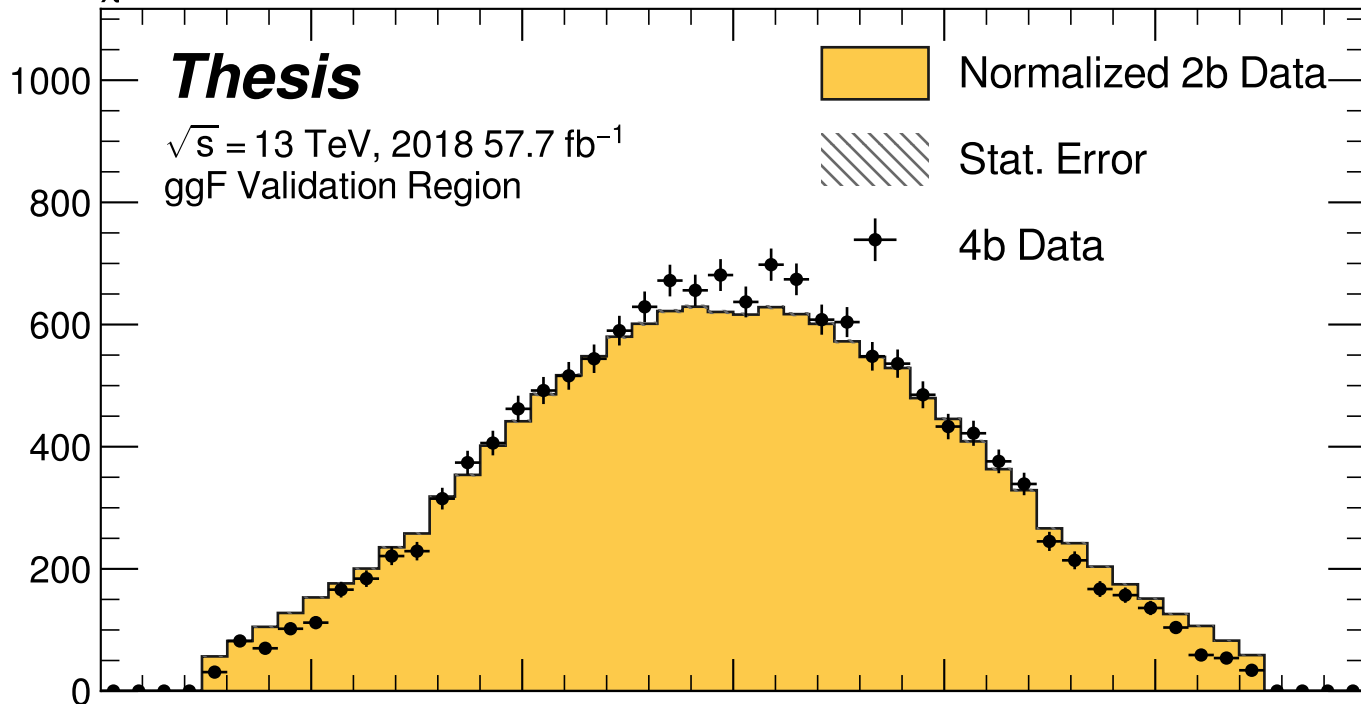 Thesis
√s = 13 TeV, 2018 57.7 fb⁻¹
ggF Validation Region
Normalized 2b Data
Stat. Error
4b Data
1000
800
600
400
200
0